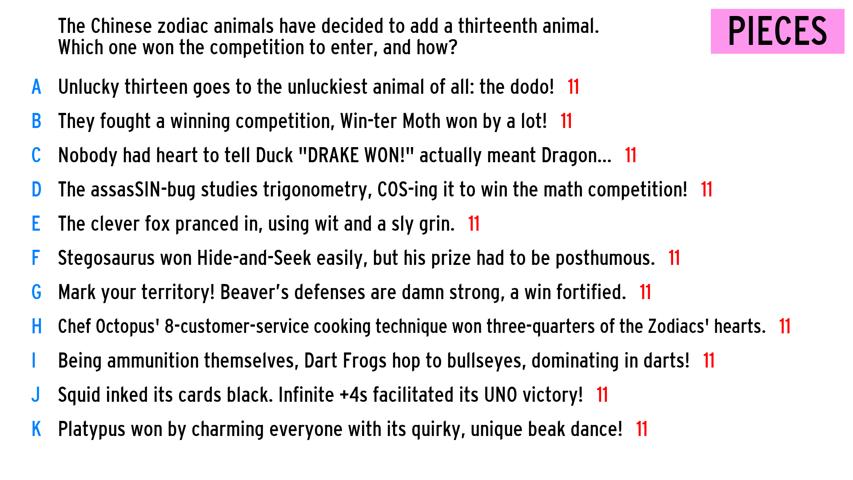 The Chinese zodiac animals have decided to add a thirteenth animal.
Which one won the competition to enter, and how?
PIECES
A Unlucky thirteen goes to the unluckiest animal of all: the dodo! 11
B They fought a winning competition, Win-ter Moth won by a lot! 11
C Nobody had heart to tell Duck "DRAKE WON!" actually meant Dragon... 11
D The assasSIN-bug studies trigonometry, COS-ing it to win the math competition! 11
E The clever fox pranced in, using wit and a sly grin. 11
F Stegosaurus won Hide-and-Seek easily, but his prize had to be posthumous. 11
G Mark your territory! Beaver's defenses are damn strong, a win fortified. 11
H Chef Octopus' 8-customer-service cooking technique won three-quarters of the Zodiacs' hearts. 11
I Being ammunition themselves, Dart Frogs hop to bullseyes, dominating in darts! 11
J Squid inked its cards black. Infinite +4s facilitated its UNO victory! 11
K Platypus won by charming everyone with its quirky, unique beak dance! 11